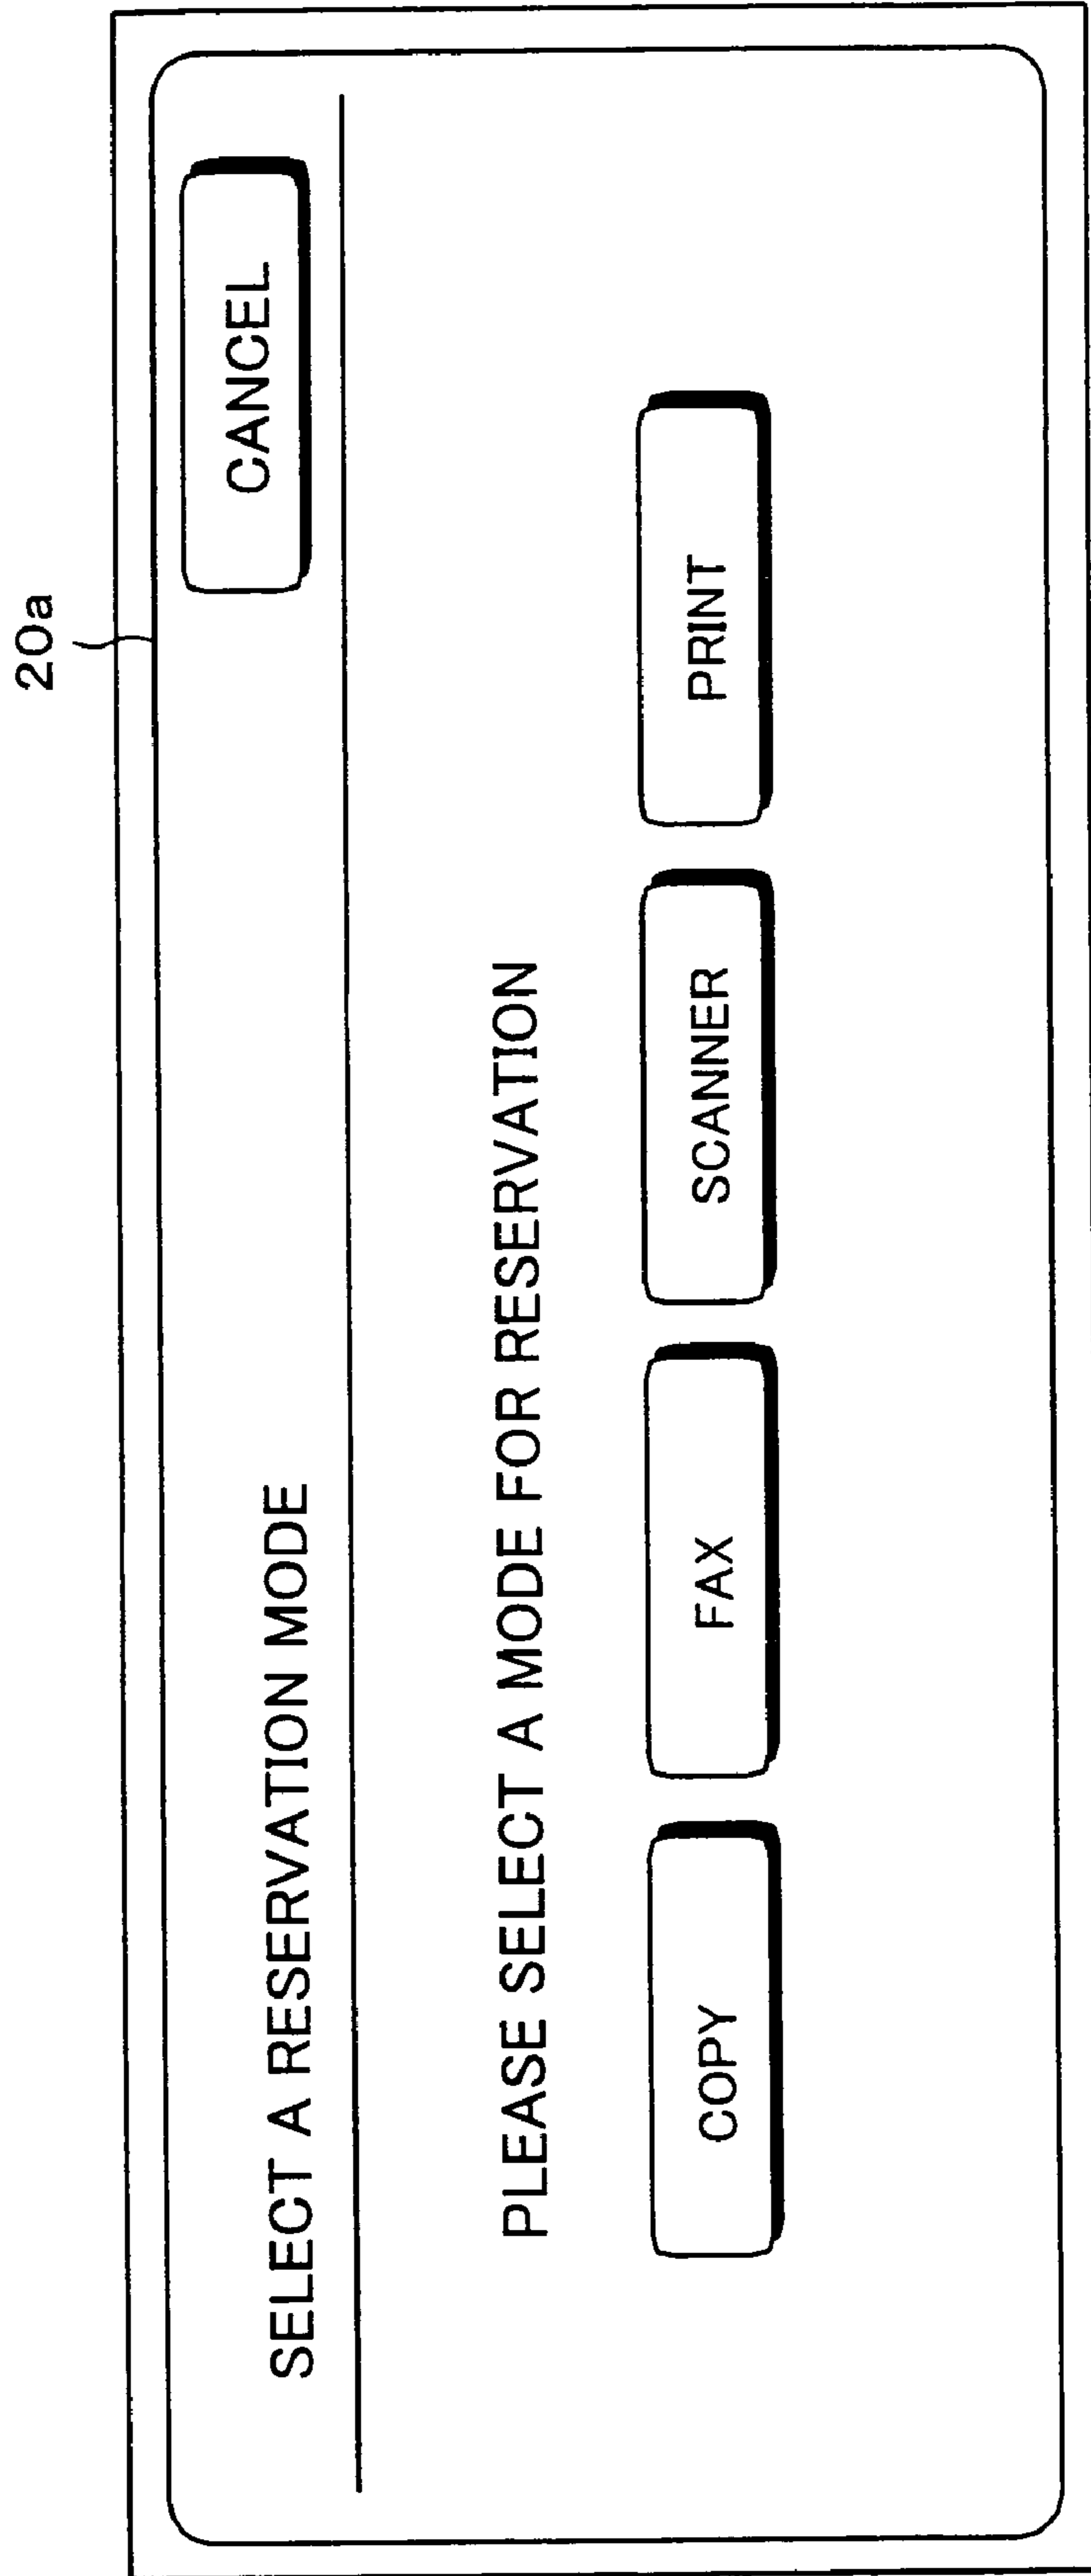 20a
SELECT A RESERVATION MODE
CANCEL
PLEASE SELECT A MODE FOR RESERVATION
COPY
FAX
SCANNER
PRINT